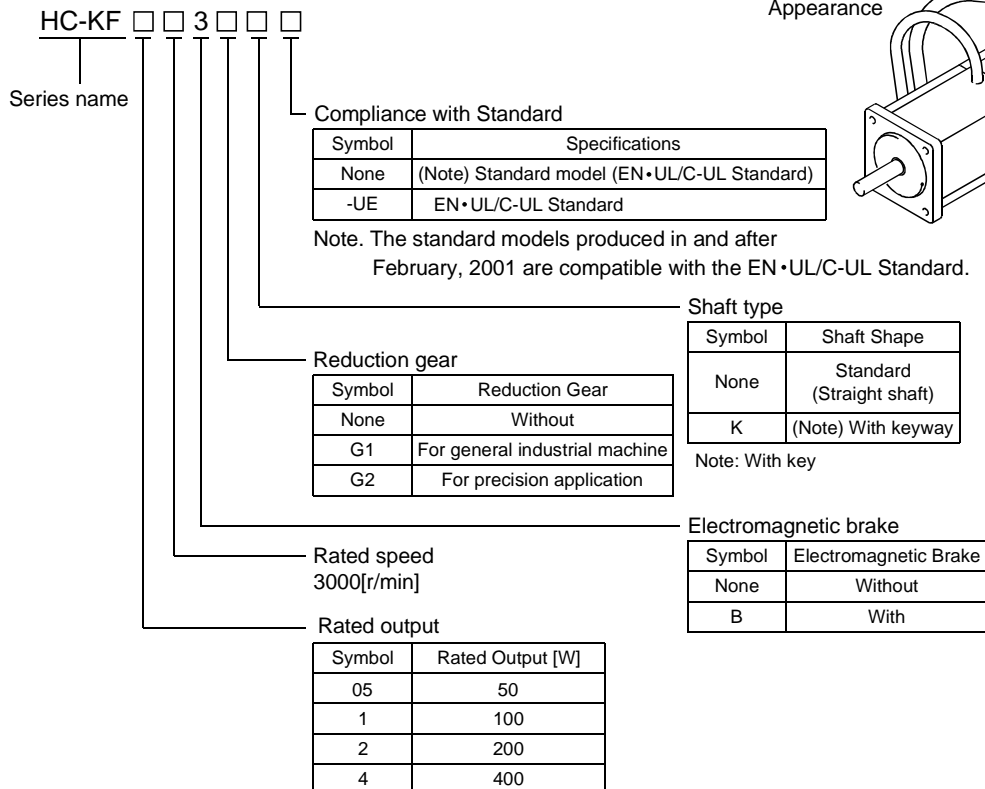 Appearance
HC-KF □ □ 3 □ □ □
Series name
Compliance with Standard
Symbol Specifications
None (Note) Standard model (EN•UL/C-UL Standard)
-UE EN•UL/C-UL Standard
Note. The standard models produced in and after
February, 2001 are compatible with the EN•UL/C-UL Standard.
Shaft type
Symbol Shaft Shape
None Standard
(Straight shaft)
K (Note) With keyway
Note: With key
Reduction gear
Symbol Reduction Gear
None Without
G1 For general industrial machine
G2 For precision application
Electromagnetic brake
Symbol Electromagnetic Brake
None Without
B With
Rated speed
3000[r/min]
Rated output
Symbol Rated Output [W]
05 50
1 100
2 200
4 400